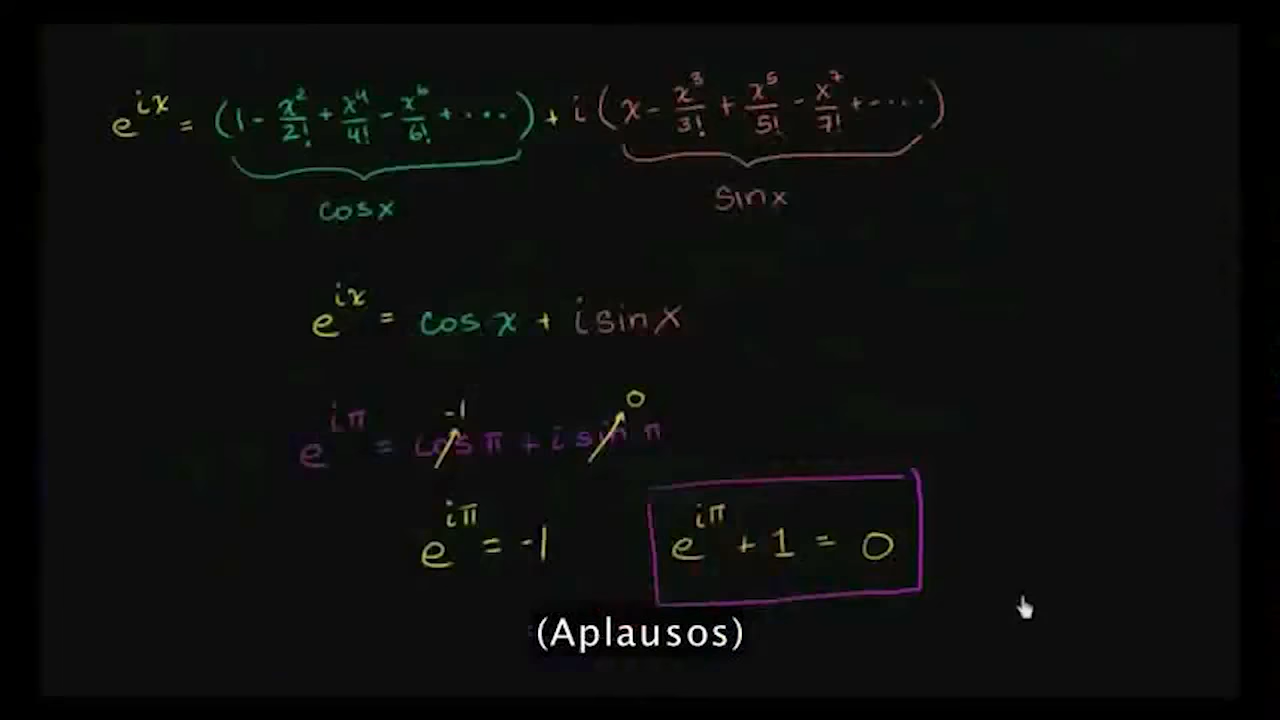 e^{ix} = (1 - x²/2! + x⁴/4! - x⁶/6! + ....) + i (x - x³/3! + x⁵/5! - x⁷/7! + - ....)
cos x sin x
e^{ix} = cos x + i sin x
-1 0
e^{iπ} = cos π + i sin π
e^{iπ} = -1 e^{iπ} + 1 = 0
(Aplausos)